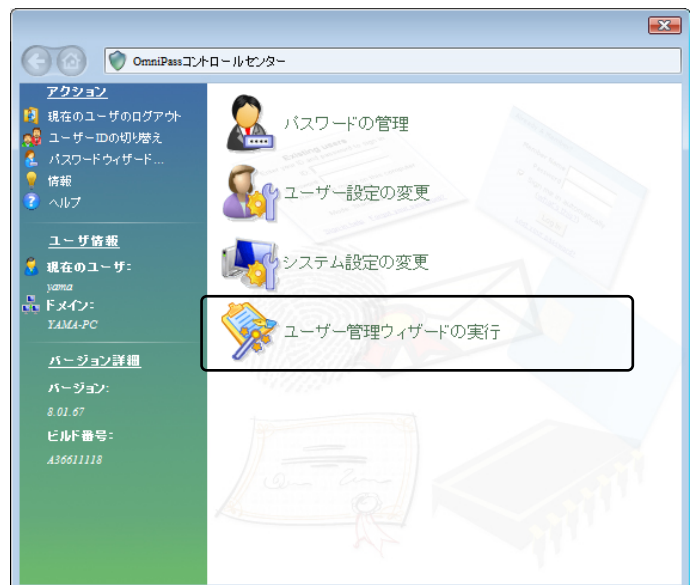 OmniPassコントロールセンター
アクション
現在のユーザのログアウト
ユーザーIDの切り替え
パスワードウィザード...
情報
ヘルプ
ユーザ情報
現在のユーザ:
yama
ドメイン:
YAMA-PC
バージョン詳細
バージョン:
8.01.67
ビルド番号:
A36611118
パスワードの管理
ユーザー設定の変更
システム設定の変更
ユーザー管理ウィザードの実行
Existing users